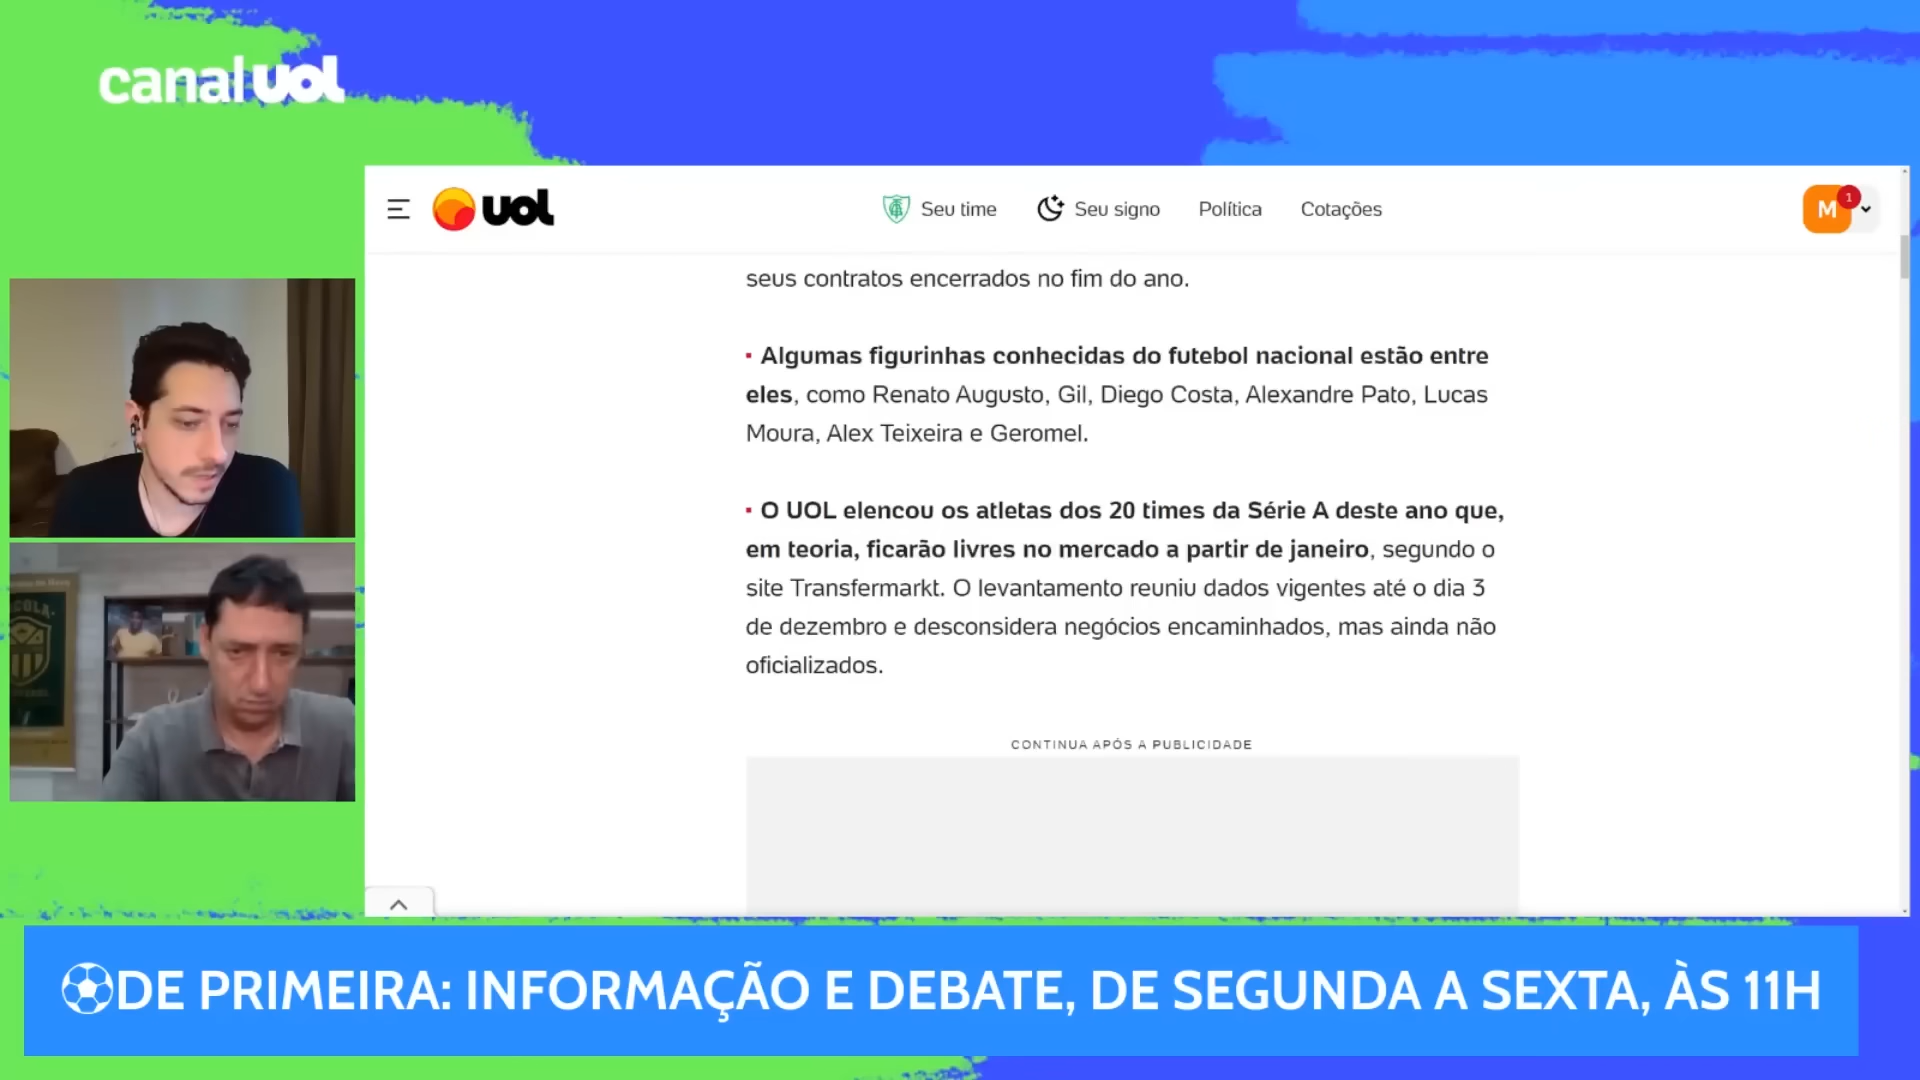 canal uol
uol
Seu time
Seu signo
Política
Cotações
M
1
seus contratos encerrados no fim do ano.
▪ Algumas figurinhas conhecidas do futebol nacional estão entre
eles, como Renato Augusto, Gil, Diego Costa, Alexandre Pato, Lucas
Moura, Alex Teixeira e Geromel.
▪ O UOL elencou os atletas dos 20 times da Série A deste ano que,
em teoria, ficarão livres no mercado a partir de janeiro, segundo o
site Transfermarkt. O levantamento reuniu dados vigentes até o dia 3
de dezembro e desconsidera negócios encaminhados, mas ainda não
oficializados.
CONTINUA APÓS A PUBLICIDADE
⚽DE PRIMEIRA: INFORMAÇÃO E DEBATE, DE SEGUNDA A SEXTA, ÀS 11H